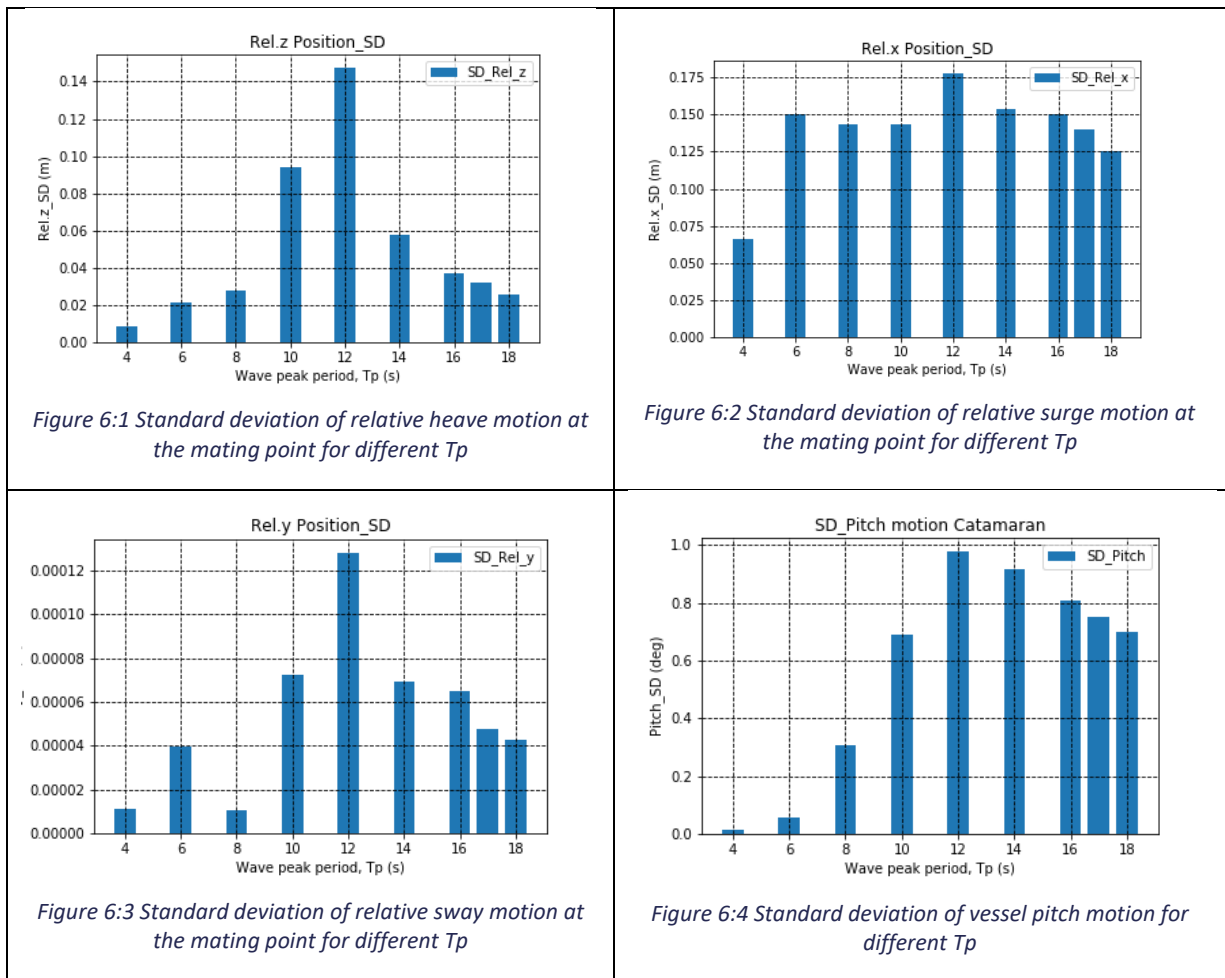 Rel.z Position_SD
SD_Rel_z
0.14
0.12
0.10
0.08
0.06
0.04
0.02
0.00
Rel.z_SD (m)
4 6 8 10 12 14 16 18
Wave peak period, Tp (s)
Figure 6:1 Standard deviation of relative heave motion at
the mating point for different Tp
Rel.x Position_SD
SD_Rel_x
0.175
0.150
0.125
0.100
0.075
0.050
0.025
0.000
Rel.x_SD (m)
4 6 8 10 12 14 16 18
Wave peak period, Tp (s)
Figure 6:2 Standard deviation of relative surge motion at
the mating point for different Tp
Rel.y Position_SD
SD_Rel_y
0.00012
0.00010
0.00008
0.00006
0.00004
0.00002
0.00000
4 6 8 10 12 14 16 18
Wave peak period, Tp (s)
Figure 6:3 Standard deviation of relative sway motion at
the mating point for different Tp
SD_Pitch motion Catamaran
SD_Pitch
1.0
0.8
0.6
0.4
0.2
0.0
Pitch_SD (deg)
4 6 8 10 12 14 16 18
Wave peak period, Tp (s)
Figure 6:4 Standard deviation of vessel pitch motion for
different Tp